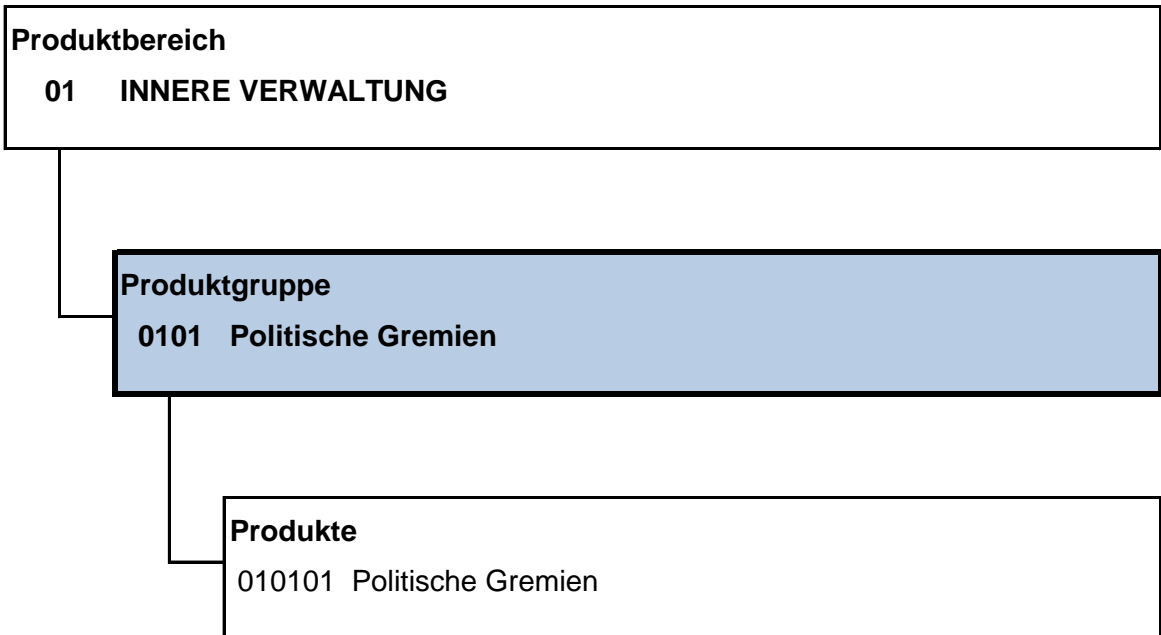 Produktbereich
01 INNERE VERWALTUNG
Produktgruppe
0101 Politische Gremien
Produkte
010101 Politische Gremien